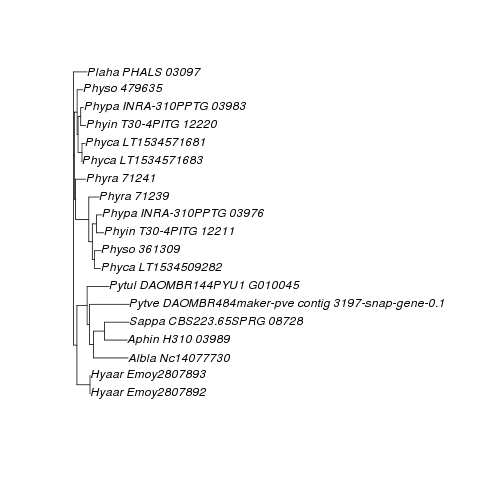 Plaha PHALS 03097
Physo 479635
Phypa INRA-310PPTG 03983
Phyin T30-4PITG 12220
Phyca LT1534571681
Phyca LT1534571683
Phyra 71241
Phyra 71239
Phypa INRA-310PPTG 03976
Phyin T30-4PITG 12211
Physo 361309
Phyca LT1534509282
Pytul DAOMBR144PYU1 G010045
Pytve DAOMBR484maker-pve contig 3197-snap-gene-0.1
Sappa CBS223.65SPRG 08728
Aphin H310 03989
Albla Nc14077730
Hyaar Emoy2807893
Hyaar Emoy2807892